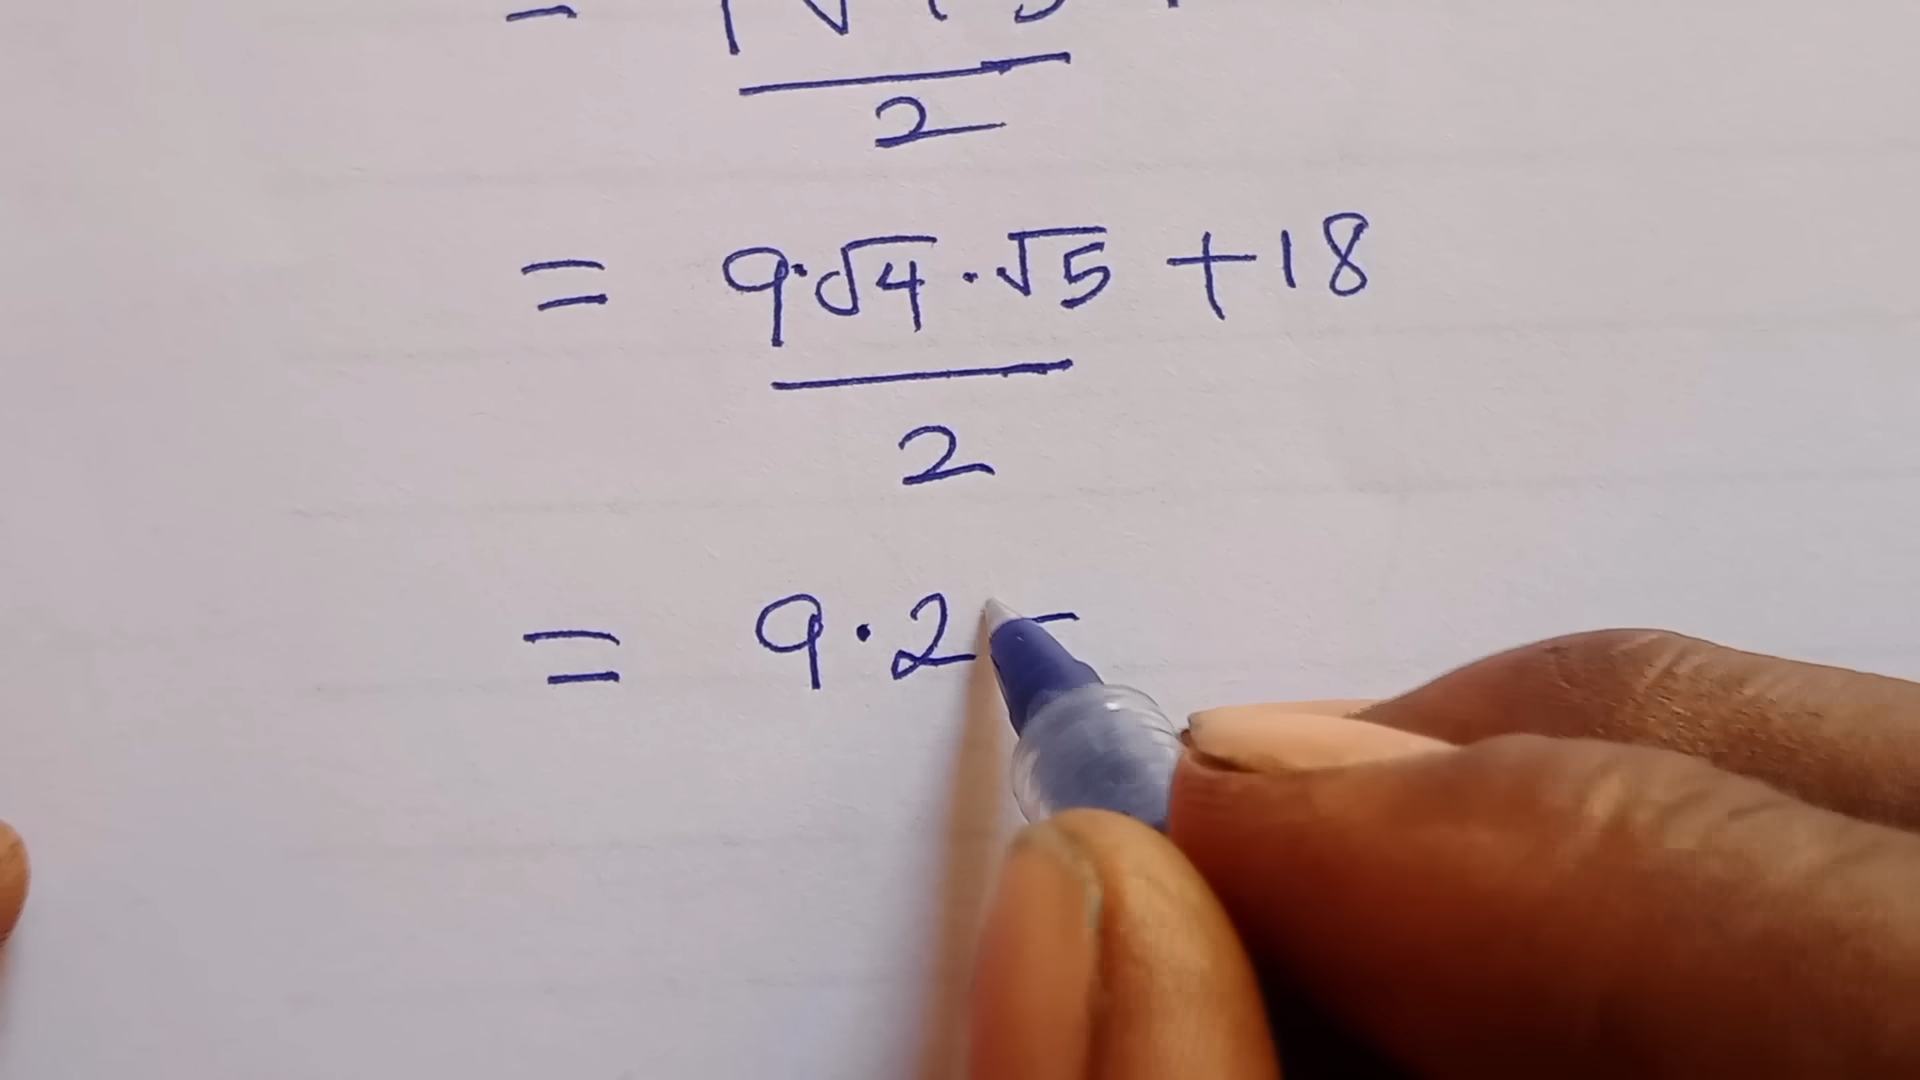 2
= 9·√4·√5 + 18
2
= 9·2